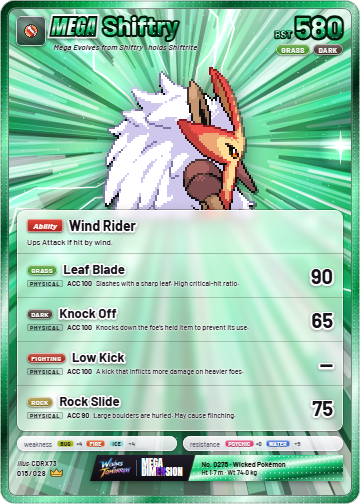 MEGA Shiftry
BST 580
Mega Evolves from Shiftry · holds Shiftrite
GRASS DARK
Ability Wind Rider
Ups Attack if hit by wind.
GRASS Leaf Blade 90
PHYSICAL ACC 100 Slashes with a sharp leaf. High critical-hit ratio.
DARK Knock Off 65
PHYSICAL ACC 100 Knocks down the foe's held item to prevent its use.
FIGHTING Low Kick —
PHYSICAL ACC 100 A kick that inflicts more damage on heavier foes.
ROCK Rock Slide 75
PHYSICAL ACC 90 Large boulders are hurled. May cause flinching.
weakness BUG ×4 FIRE ICE ×4
resistance PSYCHIC ×0 WATER
illus CDRX73
015/028
MEGA
No. 0275 · Wicked Pokémon
Ht 1.7 m · Wt 74.0 kg